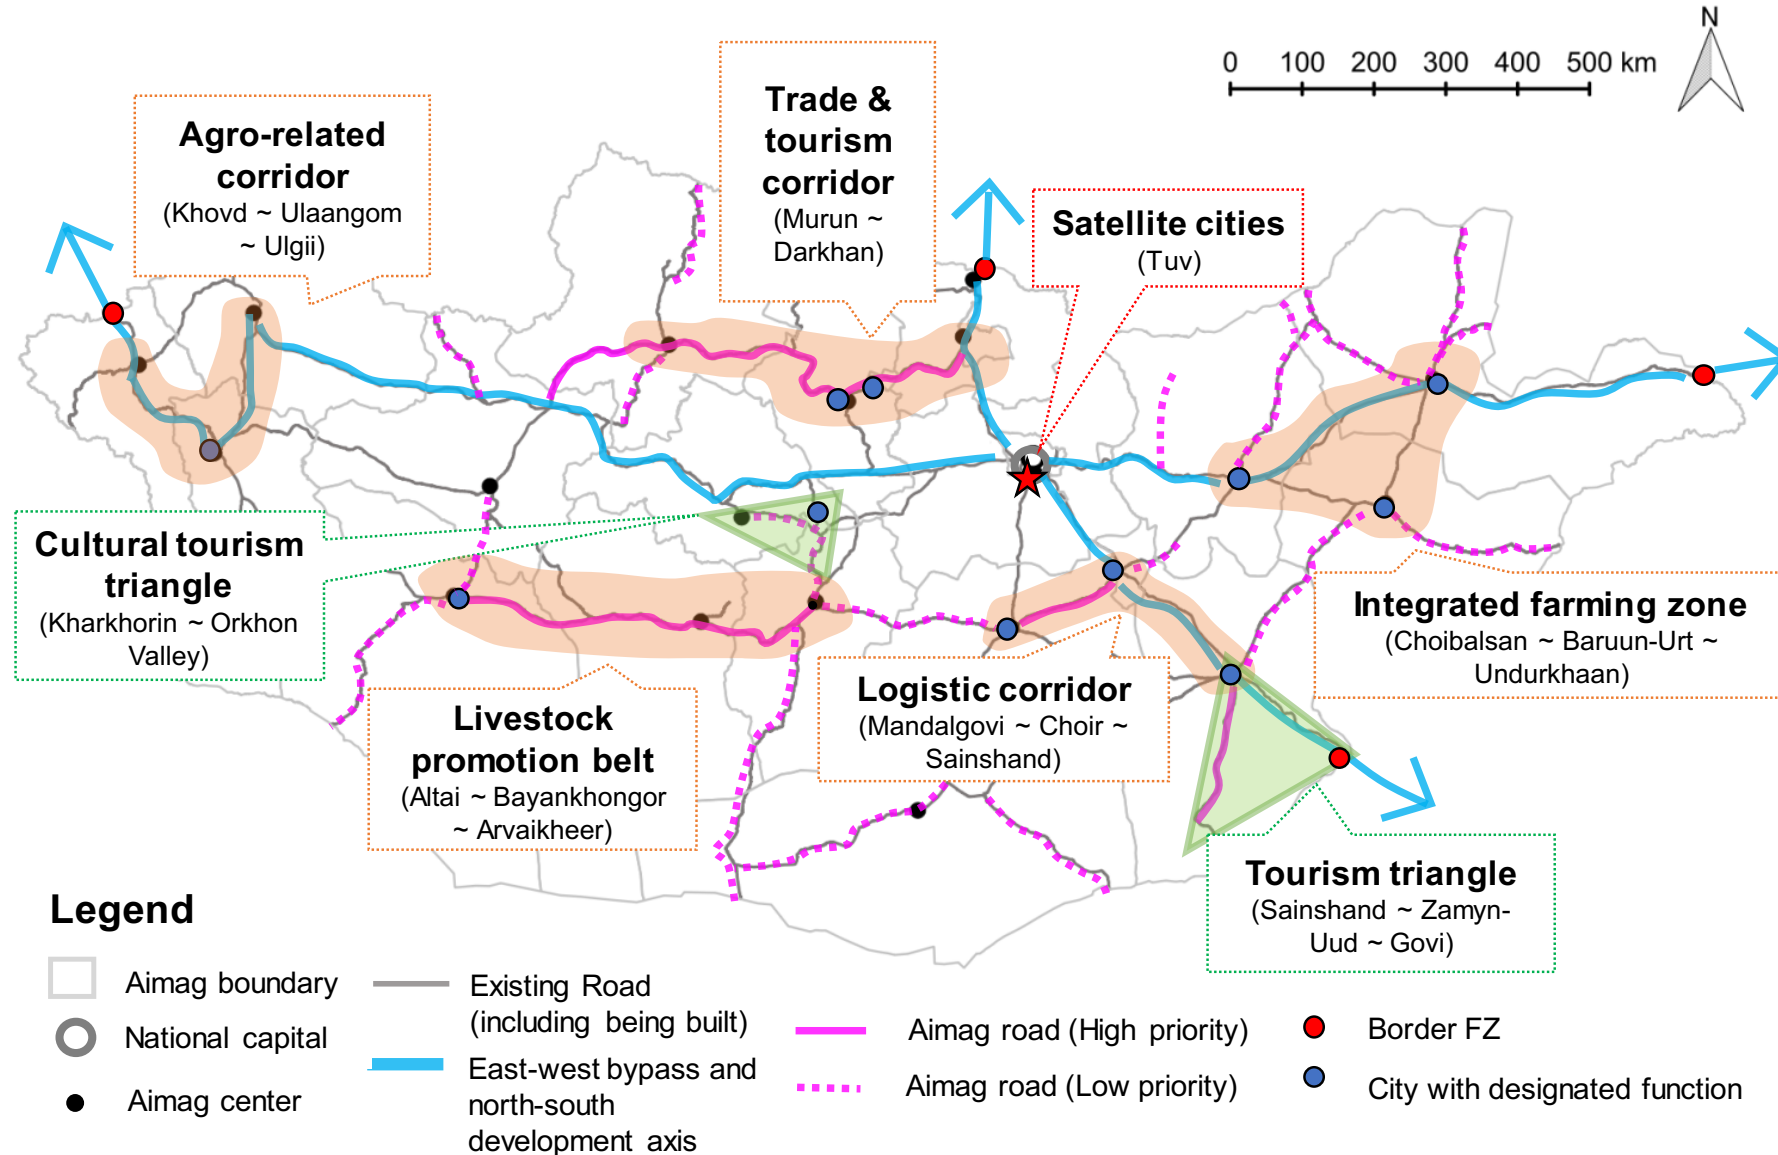 N
0 100 200 300 400 500 km
Trade &
tourism
corridor
(Murun ~
Darkhan)
Agro-related
corridor
(Khovd ~ Ulaangom
~ Ulgii)
Satellite cities
(Tuv)
Cultural tourism
triangle
(Kharkhorin ~ Orkhon
Valley)
Integrated farming zone
(Choibalsan ~ Baruun-Urt ~
Undurkhaan)
Logistic corridor
(Mandalgovi ~ Choir ~
Sainshand)
Livestock
promotion belt
(Altai ~ Bayankhongor
~ Arvaikheer)
Tourism triangle
(Sainshand ~ Zamyn-
Uud ~ Govi)
Legend
Aimag boundary
National capital
Aimag center
Existing Road
(including being built)
East-west bypass and
north-south
development axis
Aimag road (High priority)
Aimag road (Low priority)
Border FZ
City with designated function